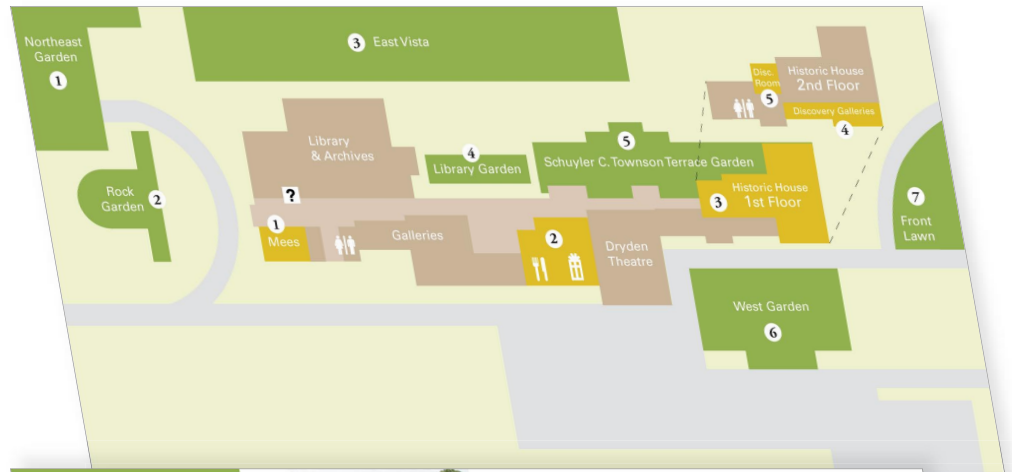 Northeast
Garden
1
3 East Vista
Disc.
Room
5
Historic House
2nd Floor
Discovery Galleries
4
Library
& Archives
4
Library Garden
5
Schuyler C. Townson Terrace Garden
Rock
Garden
2
?
1
Mees
Galleries
2
Dryden
Theatre
3
Historic House
1st Floor
7
Front
Lawn
West Garden
6